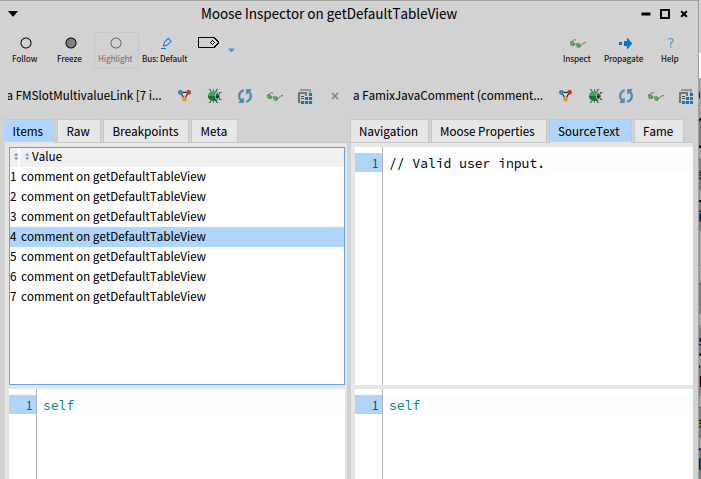 Moose Inspector on getDefaultTableView
Follow Freeze Highlight Bus: Default Inspect Propagate Help
a FMSlotMultivalueLink [7 i...
a FamixJavaComment (comment...
Items Raw Breakpoints Meta
Navigation Moose Properties SourceText Fame
Value
1 comment on getDefaultTableView
2 comment on getDefaultTableView
3 comment on getDefaultTableView
4 comment on getDefaultTableView
5 comment on getDefaultTableView
6 comment on getDefaultTableView
7 comment on getDefaultTableView
1 // Valid user input.
1 self
1 self